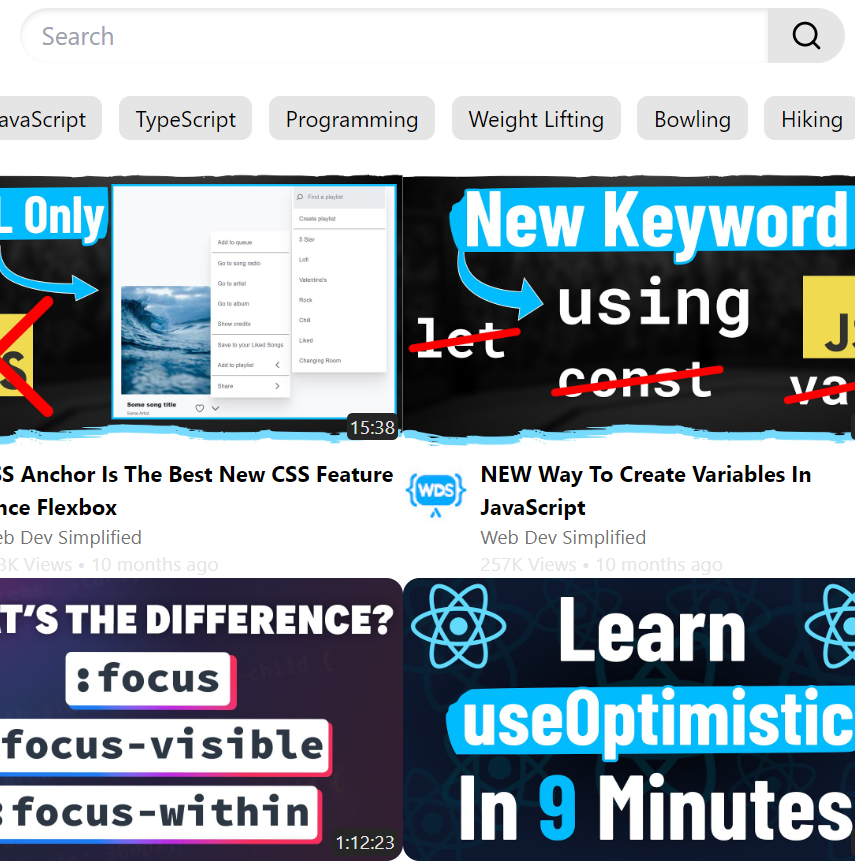 Search
avaScript TypeScript Programming Weight Lifting Bowling Hiking
L Only
Find a playlist
Create playlist
5 Star
Lofi
Valentine's
Rock
Chill
Liked
Changing Room
Add to queue
Go to song radio
Go to artist
Go to album
Show credits
Save to your Liked Songs
Add to playlist
Share
Some song title
Some Artist
S
15:38
New Keyword
using
let
const
va
JS
SS Anchor Is The Best New CSS Feature
nce Flexbox
eb Dev Simplified
3K Views • 10 months ago
WDS
NEW Way To Create Variables In
JavaScript
Web Dev Simplified
257K Views • 10 months ago
T'S THE DIFFERENCE?
:focus
focus-visible
:focus-within
1:12:23
Learn
useOptimistic
In 9 Minutes